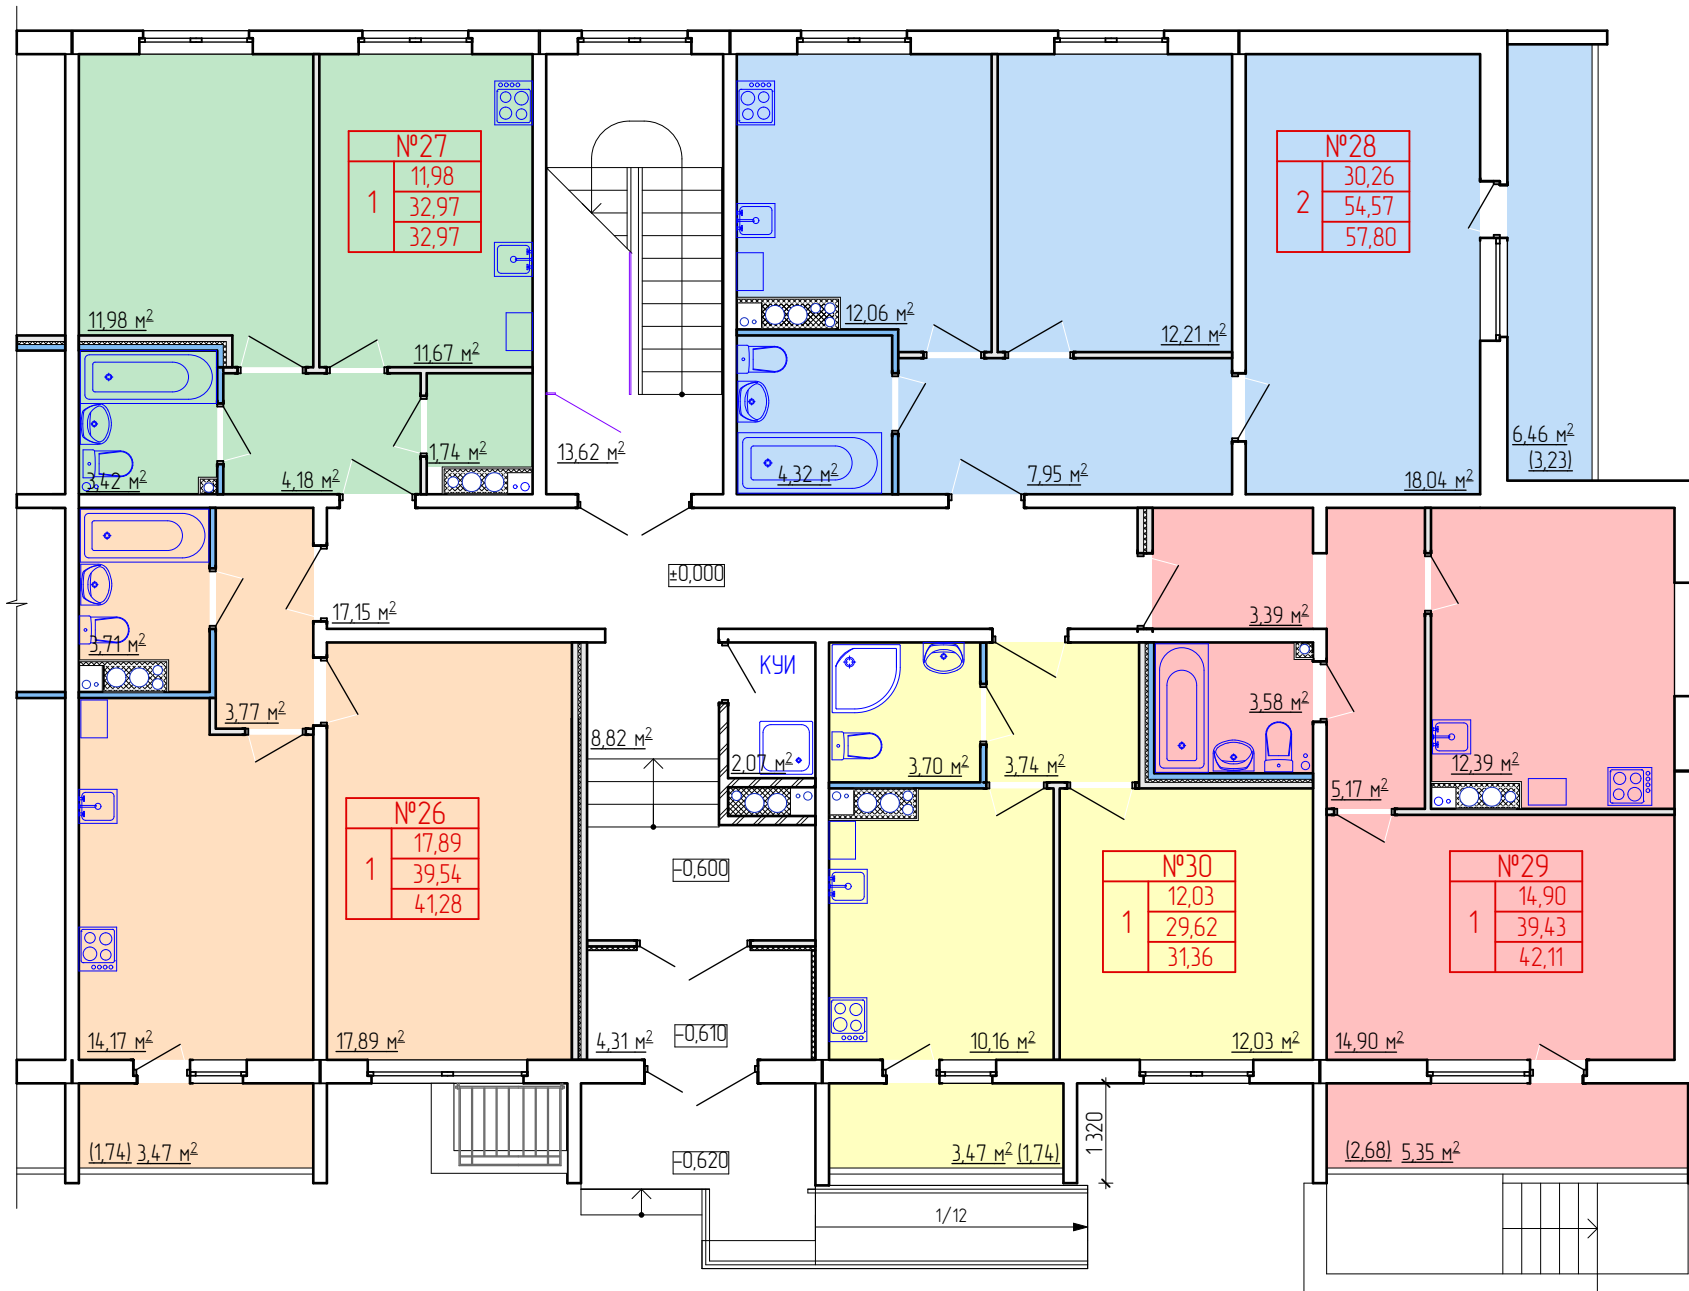 №27
1
11,98
32,97
32,97
11,98 м²
11,67 м²
3,42 м²
4,18 м²
1,74 м²
13,62 м²
№28
2
30,26
54,57
57,80
12,06 м²
12,21 м²
4,32 м²
7,95 м²
18,04 м²
6,46 м²
(3,23)
±0,000
17,15 м²
3,71 м²
3,77 м²
№26
1
17,89
39,54
41,28
14,17 м²
17,89 м²
(1,74) 3,47 м²
КУИ
8,82 м²
2,07 м²
-0,600
4,31 м²
-0,610
-0,620
3,70 м²
3,74 м²
№30
1
12,03
29,62
31,36
10,16 м²
12,03 м²
3,47 м² (1,74)
1 320
1/12
3,39 м²
3,58 м²
5,17 м²
12,39 м²
№29
1
14,90
39,43
42,11
14,90 м²
(2,68) 5,35 м²